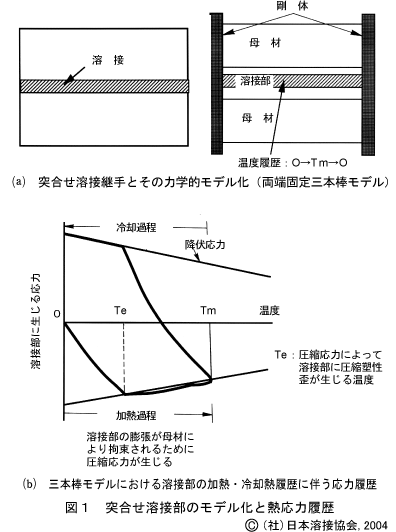 剛 体
溶 接
母 材
溶接部
母 材
温度履歴：O→Tm→O
(a) 突合せ溶接継手とその力学的モデル化（両端固定三本棒モデル）
冷却過程
降伏応力
溶接部に生じる応力
O
Te
Tm
温度
Te：圧縮応力によって
溶接部に圧縮塑性
歪が生じる温度
加熱過程
溶接部の膨張が母材に
より拘束されるために
圧縮応力が生じる
(b) 三本棒モデルにおける溶接部の加熱・冷却熱履歴に伴う応力履歴
図１ 突合せ溶接部のモデル化と熱応力履歴
Ⓒ（社）日本溶接協会, 2004